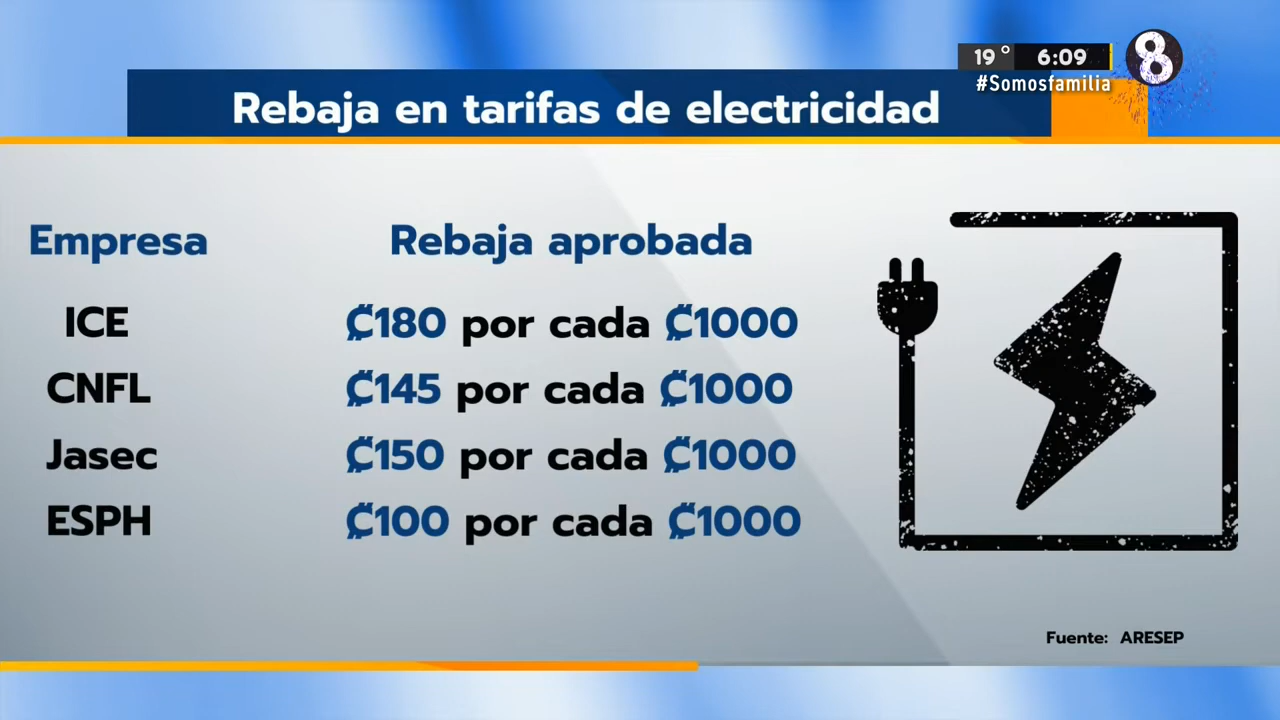 19° 6:09
8
#Somosfamilia
Rebaja en tarifas de electricidad
Empresa Rebaja aprobada
ICE ₡180 por cada ₡1000
CNFL ₡145 por cada ₡1000
Jasec ₡150 por cada ₡1000
ESPH ₡100 por cada ₡1000
Fuente: ARESEP